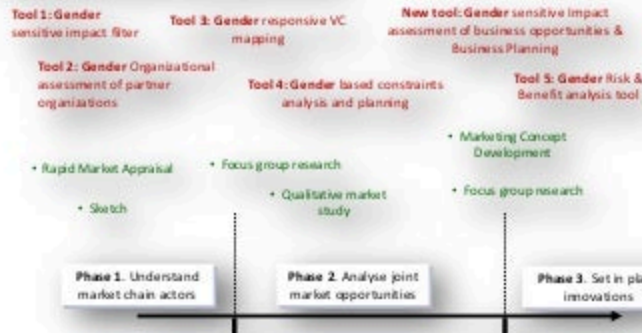 Tool 1: Gender
sensitive impact filter
Tool 2: Gender Organizational
assessment of partner
organizations
Tool 3: Gender responsive VC
mapping
Tool 4: Gender based constraints
analysis and planning
New tool: Gender sensitive Impact
assessment of business opportunities &
Business Planning
Tool 5: Gender Risk &
Benefit analysis tool
• Rapid Market Appraisal
• Sketch
• Focus group research
• Qualitative market
study
• Marketing Concept
Development
• Focus group research
Phase 1. Understand
market chain actors
Phase 2. Analyse joint
market opportunities
Phase 3. Set in pla
innovations